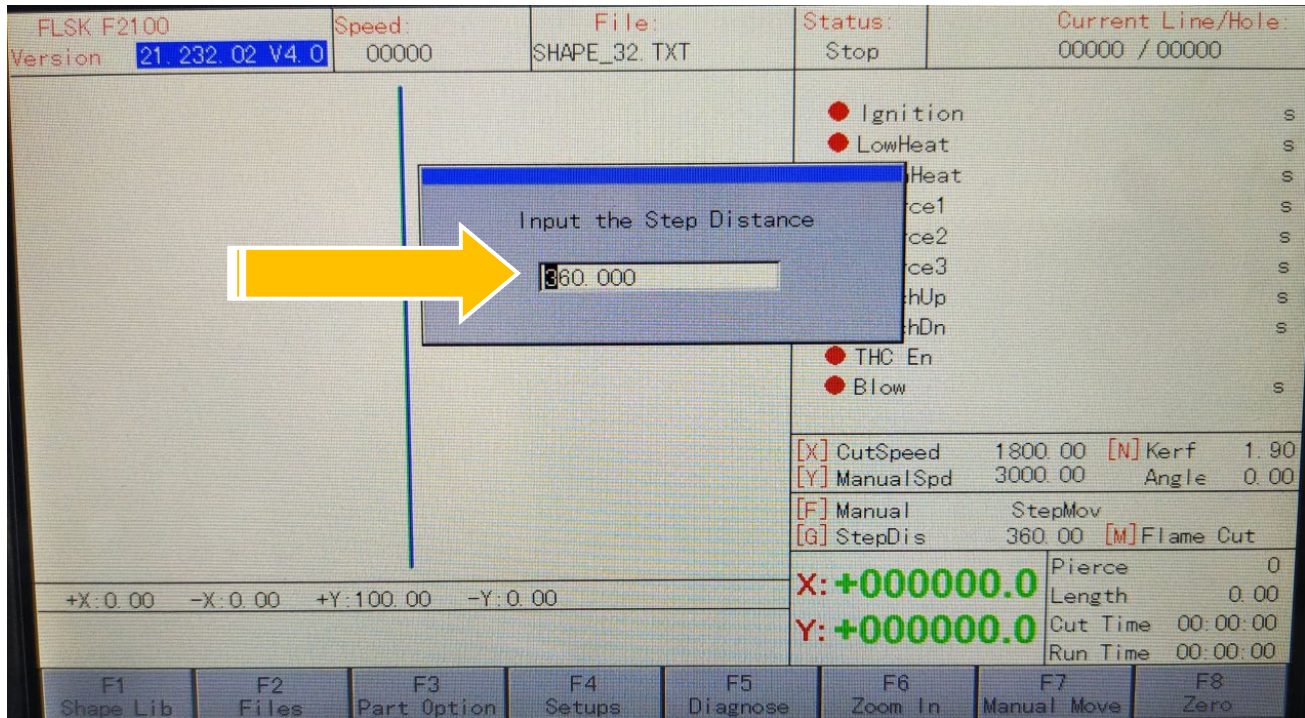 FLSK F2100
Version 21.232.02 V4.0
Speed:
00000
File:
SHAPE_32.TXT
Status:
Stop
Current Line/Hole:
00000 / 00000
Ignition s
LowHeat s
Heat s
ce1 s
ce2 s
ce3 s
hUp s
hDn s
THC En
Blow s
Input the Step Distance
360.000
[X] CutSpeed 1800.00 [N] Kerf 1.90
[Y] ManualSpd 3000.00 Angle 0.00
[F] Manual StepMov
[G] StepDis 360.00 [M] Flame Cut
X:+000000.0
Y:+000000.0
Pierce 0
Length 0.00
Cut Time 00:00:00
Run Time 00:00:00
+X:0.00 -X:0.00 +Y:100.00 -Y:0.00
F1 F2 F3 F4 F5 F6 F7 F8
Shape Lib Files Part Option Setups Diagnose Zoom In Manual Move Zero